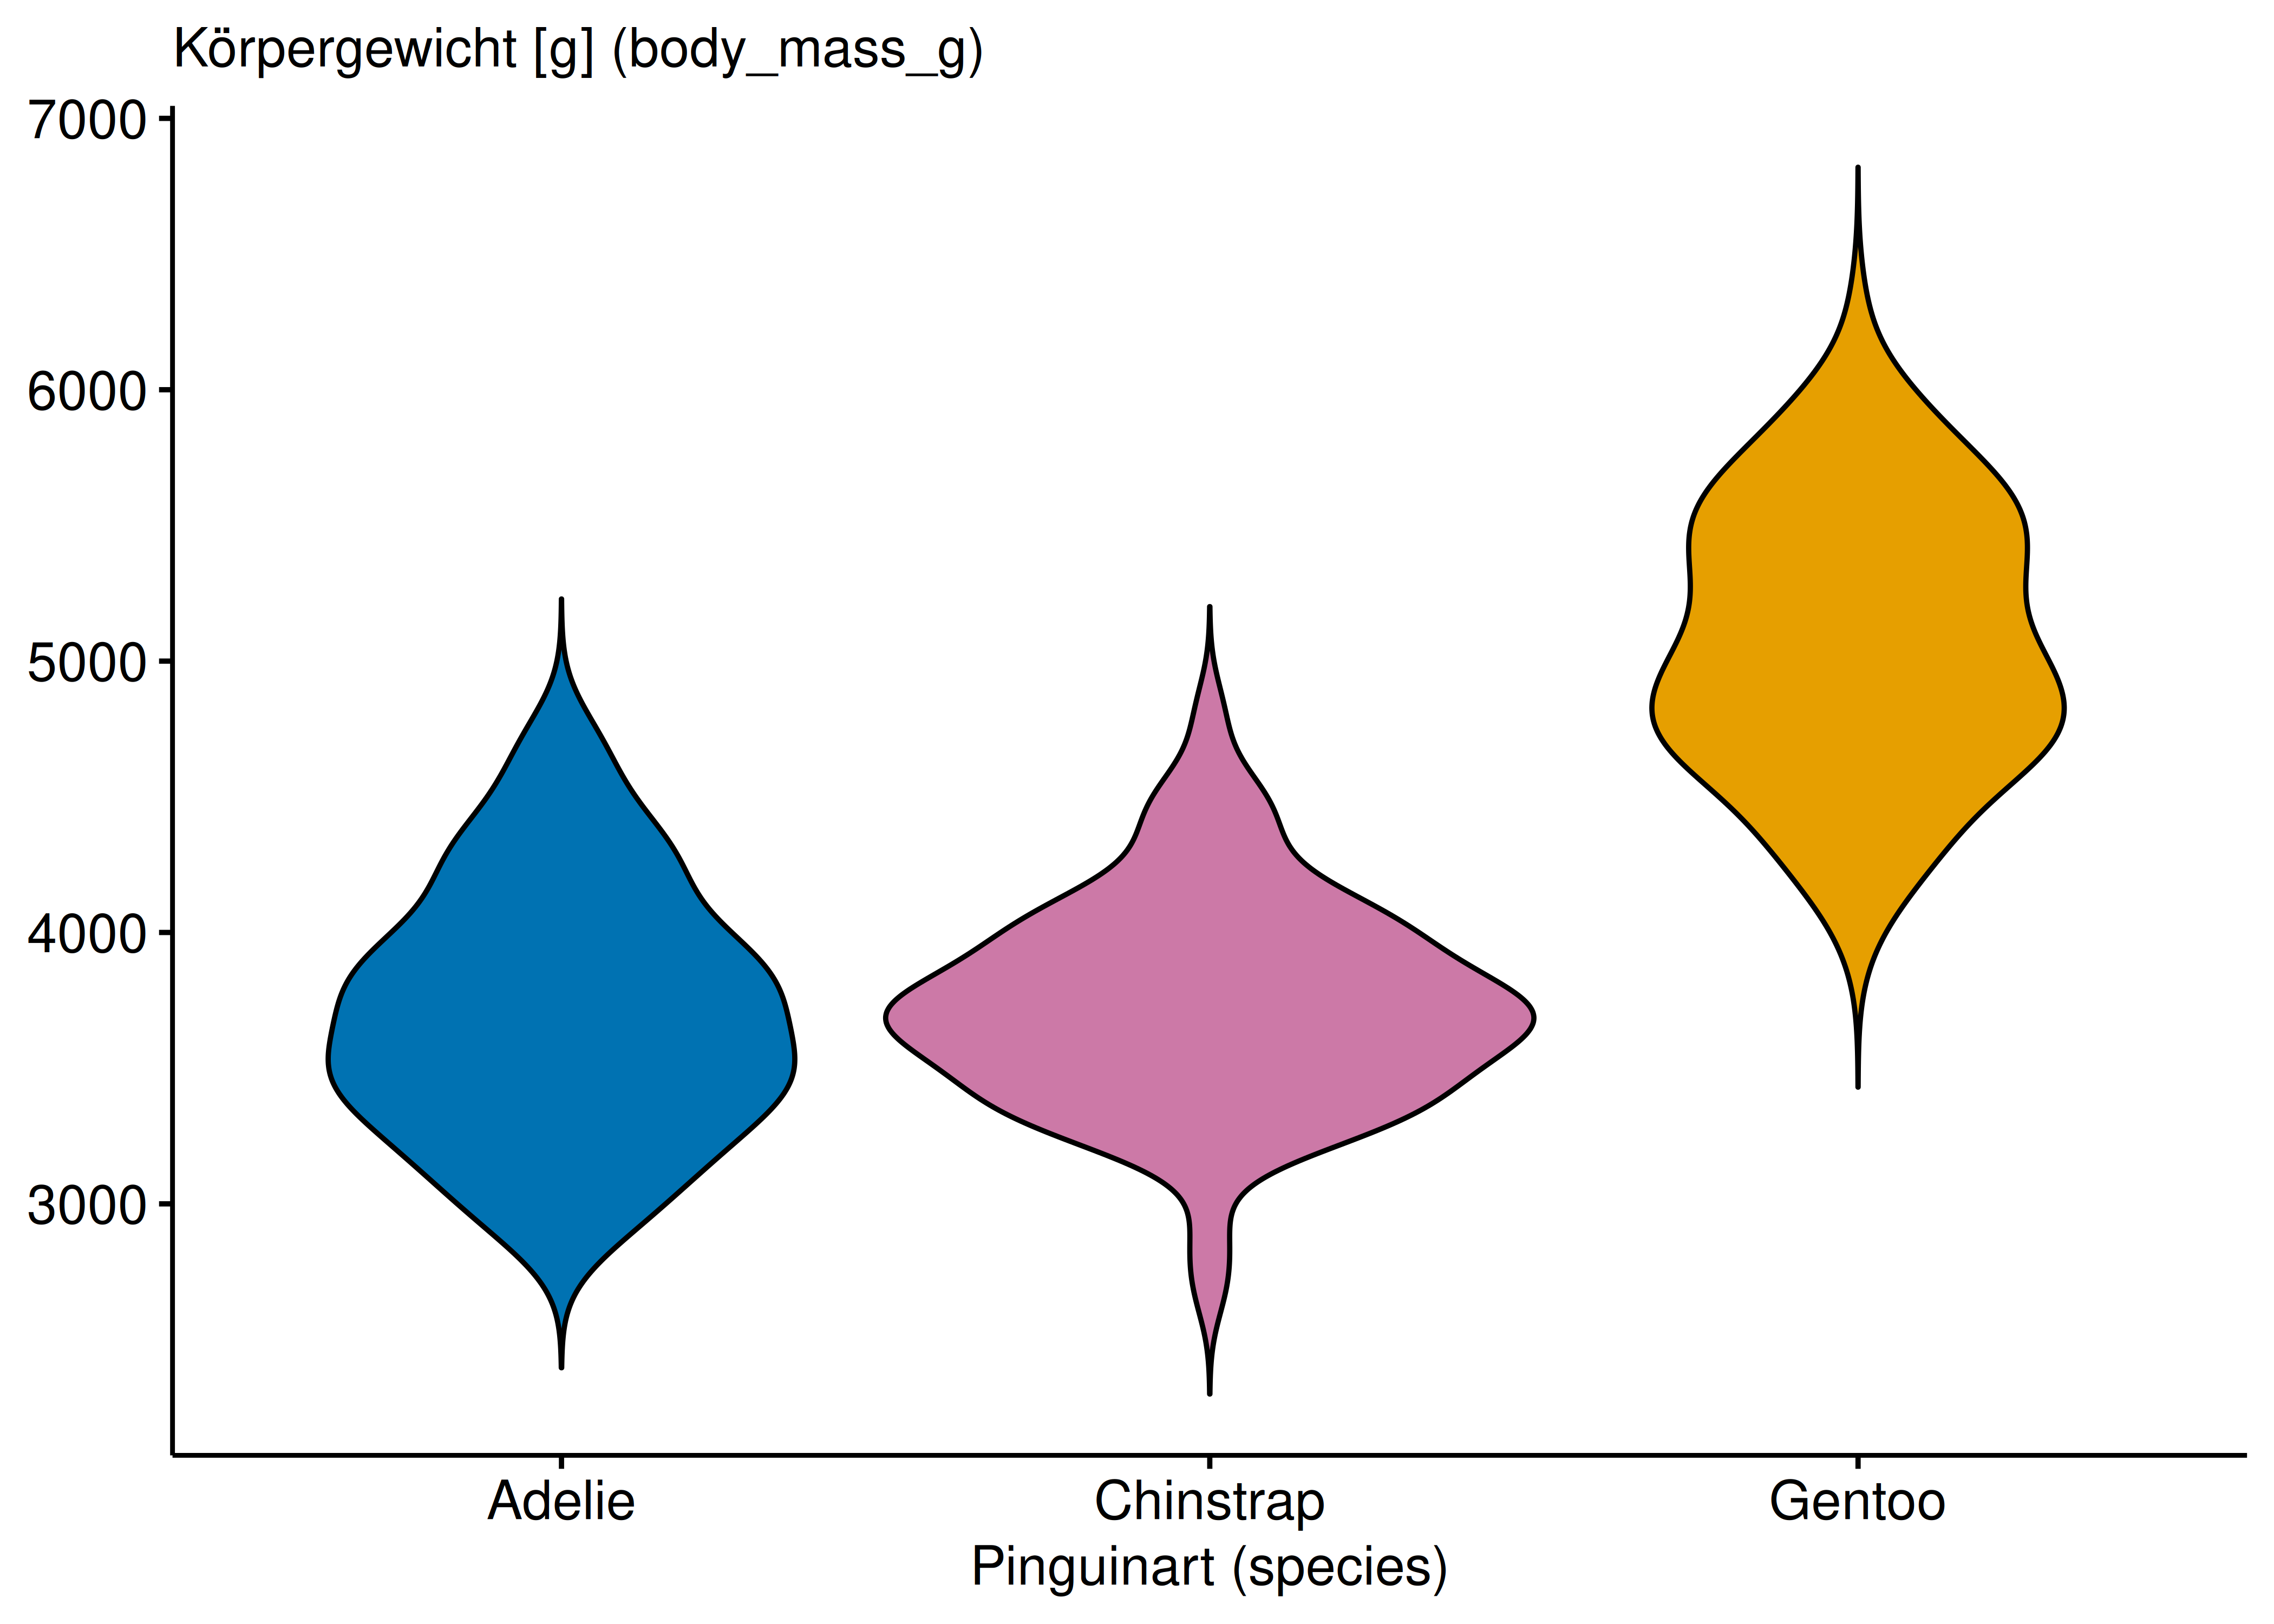 Körpergewicht [g] (body_mass_g)
7000
6000
5000
4000
3000
Adelie Chinstrap Gentoo
Pinguinart (species)